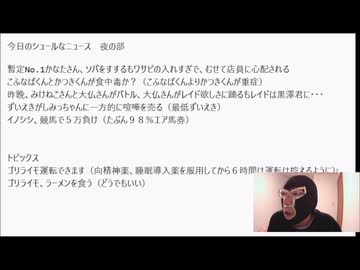 今日のシュールなニュース　夜の部
暫定No.1かなたさん、ソバをすするもワサビの入れすぎで、むせて店員に心配される
こふなばくんとかつきくんが食中毒か？（こふなばくんよりかつきくんが重症）
昨晩、みけねこさんと大仏さんがバトル、大仏さんがレイド欲しさに踊るもレイドは黒澤君に・・・
ずいえきがしみっちゃんに一方的に喧嘩を売る（最低ずいえき）
イノシシ、競馬で５万負け（たぶん９８％エア馬券）
トピックス
ゴリライモ運転できます（向精神薬、睡眠導入薬を服用してから６時間は運転は控えるように）
ゴリライモ、ラーメンを食う（どうでもいい）